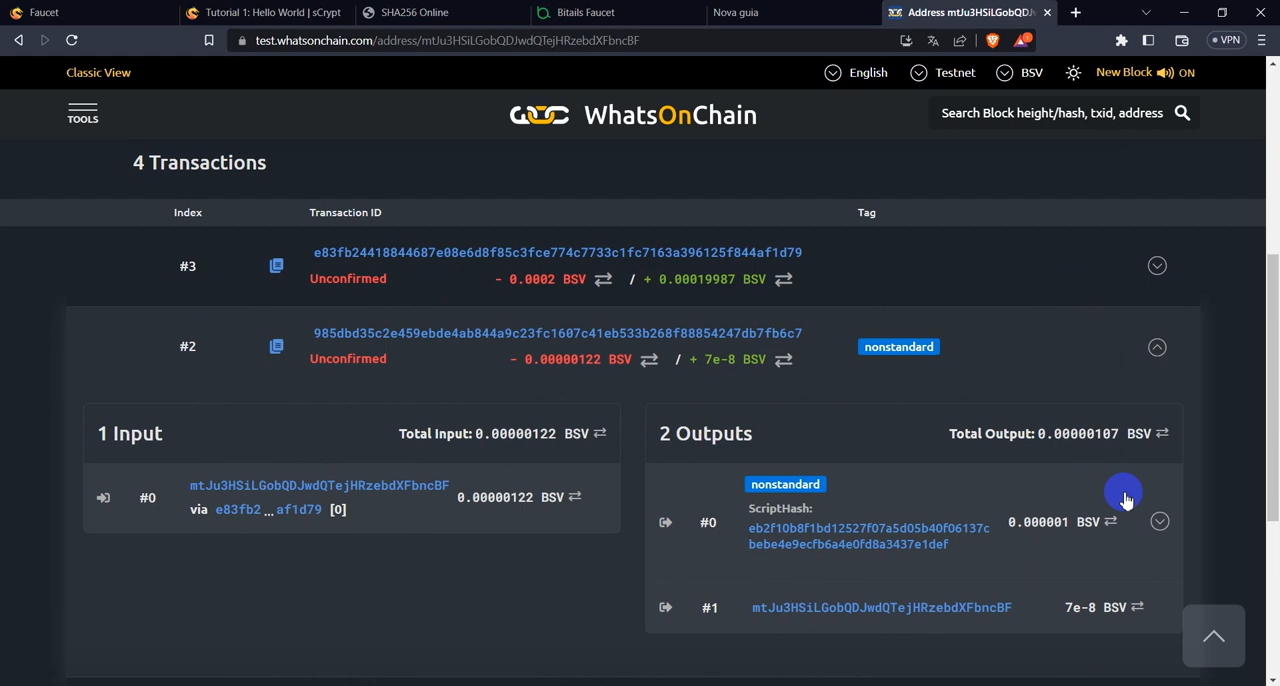 Faucet
Tutorial 1: Hello World | sCrypt
SHA256 Online
Bitails Faucet
Nova guia
Address mtJu3HSiLGobQDJw
test.whatsonchain.com/address/mtJu3HSiLGobQDJwdQTejHRzebdXFbncBF
1
VPN
Classic View
English
Testnet
BSV
New Block ON
TOOLS
WhatsOnChain
Search Block height/hash, txid, address
4 Transactions
Index Transaction ID Tag
#3
e83fb24418844687e08e6d8f85c3fce774c7733c1fc7163a396125f844af1d79
Unconfirmed - 0.0002 BSV / + 0.00019987 BSV
#2
985dbd35c2e459ebde4ab844a9c23fc1607c41eb533b268f88854247db7fb6c7
Unconfirmed - 0.00000122 BSV / + 7e-8 BSV
nonstandard
1 Input Total Input: 0.00000122 BSV
#0
mtJu3HSiLGobQDJwdQTejHRzebdXFbncBF
via e83fb2 ... af1d79 [0]
0.00000122 BSV
2 Outputs Total Output: 0.00000107 BSV
nonstandard
ScriptHash:
#0
eb2f10b8f1bd12527f07a5d05b40f06137c
bebe4e9ecfb6a4e0fd8a3437e1def
0.000001 BSV
#1 mtJu3HSiLGobQDJwdQTejHRzebdXFbncBF 7e-8 BSV